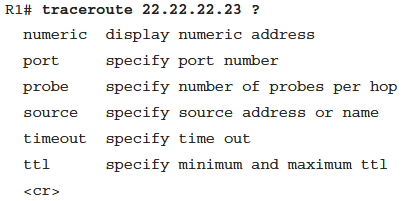 R1# traceroute 22.22.22.23 ?
numeric display numeric address
port specify port number
probe specify number of probes per hop
source specify source address or name
timeout specify time out
ttl specify minimum and maximum ttl
<cr>